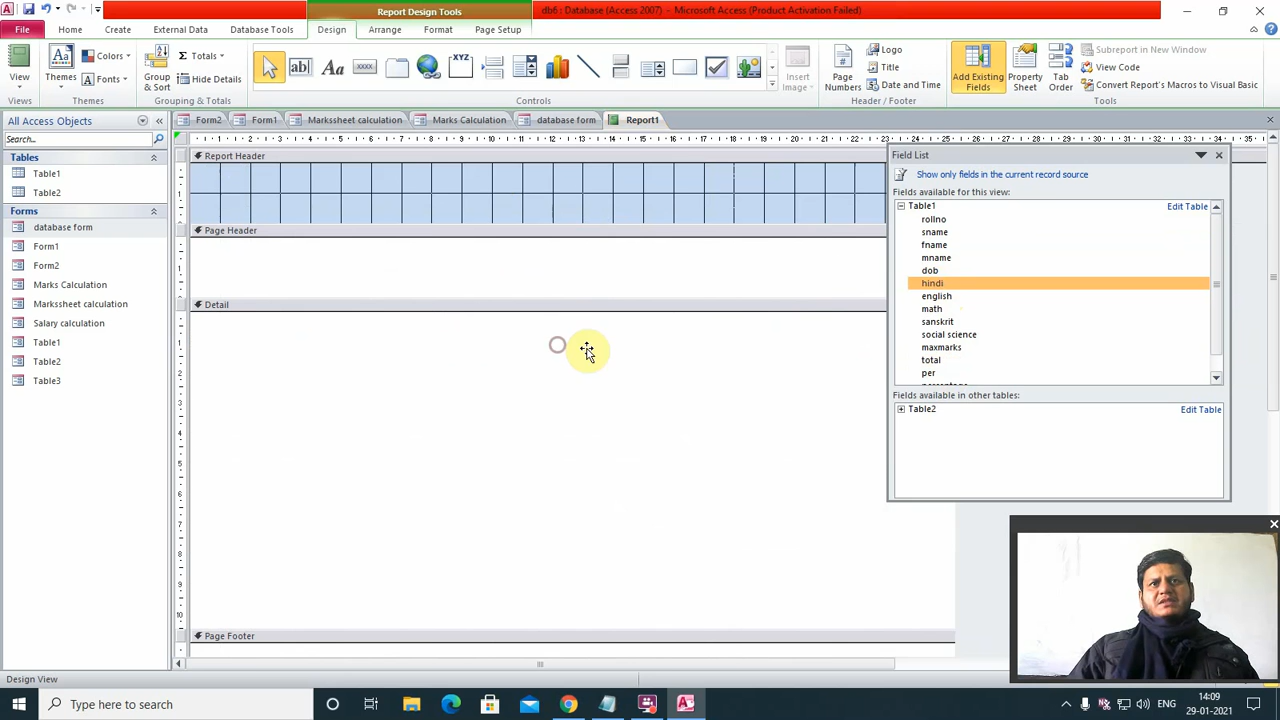 Report Design Tools
db6 : Database (Access 2007) - Microsoft Access (Product Activation Failed)
File Home Create External Data Database Tools Design Arrange Format Page Setup
View
Views
Themes
Colors
Fonts
Themes
Group & Sort
Totals
Hide Details
Grouping & Totals
Controls
Insert Image
Page Numbers
Logo
Title
Date and Time
Header / Footer
Add Existing Fields
Property Sheet
Tab Order
Subreport in New Window
View Code
Convert Report's Macros to Visual Basic
Tools
All Access Objects
Search...
Tables
Table1
Table2
Forms
database form
Form1
Form2
Marks Calculation
Markssheet calculation
Salary calculation
Table1
Table2
Table3
Form2 Form1 Markssheet calculation Marks Calculation database form Report1
Report Header
Page Header
Detail
Page Footer
Field List
Show only fields in the current record source
Fields available for this view:
Table1 Edit Table
rollno
sname
fname
mname
dob
hindi
english
math
sanskrit
social science
maxmarks
total
per
percentage
Fields available in other tables:
Table2 Edit Table
Design View
Type here to search
ENG
14:09
29-01-2021